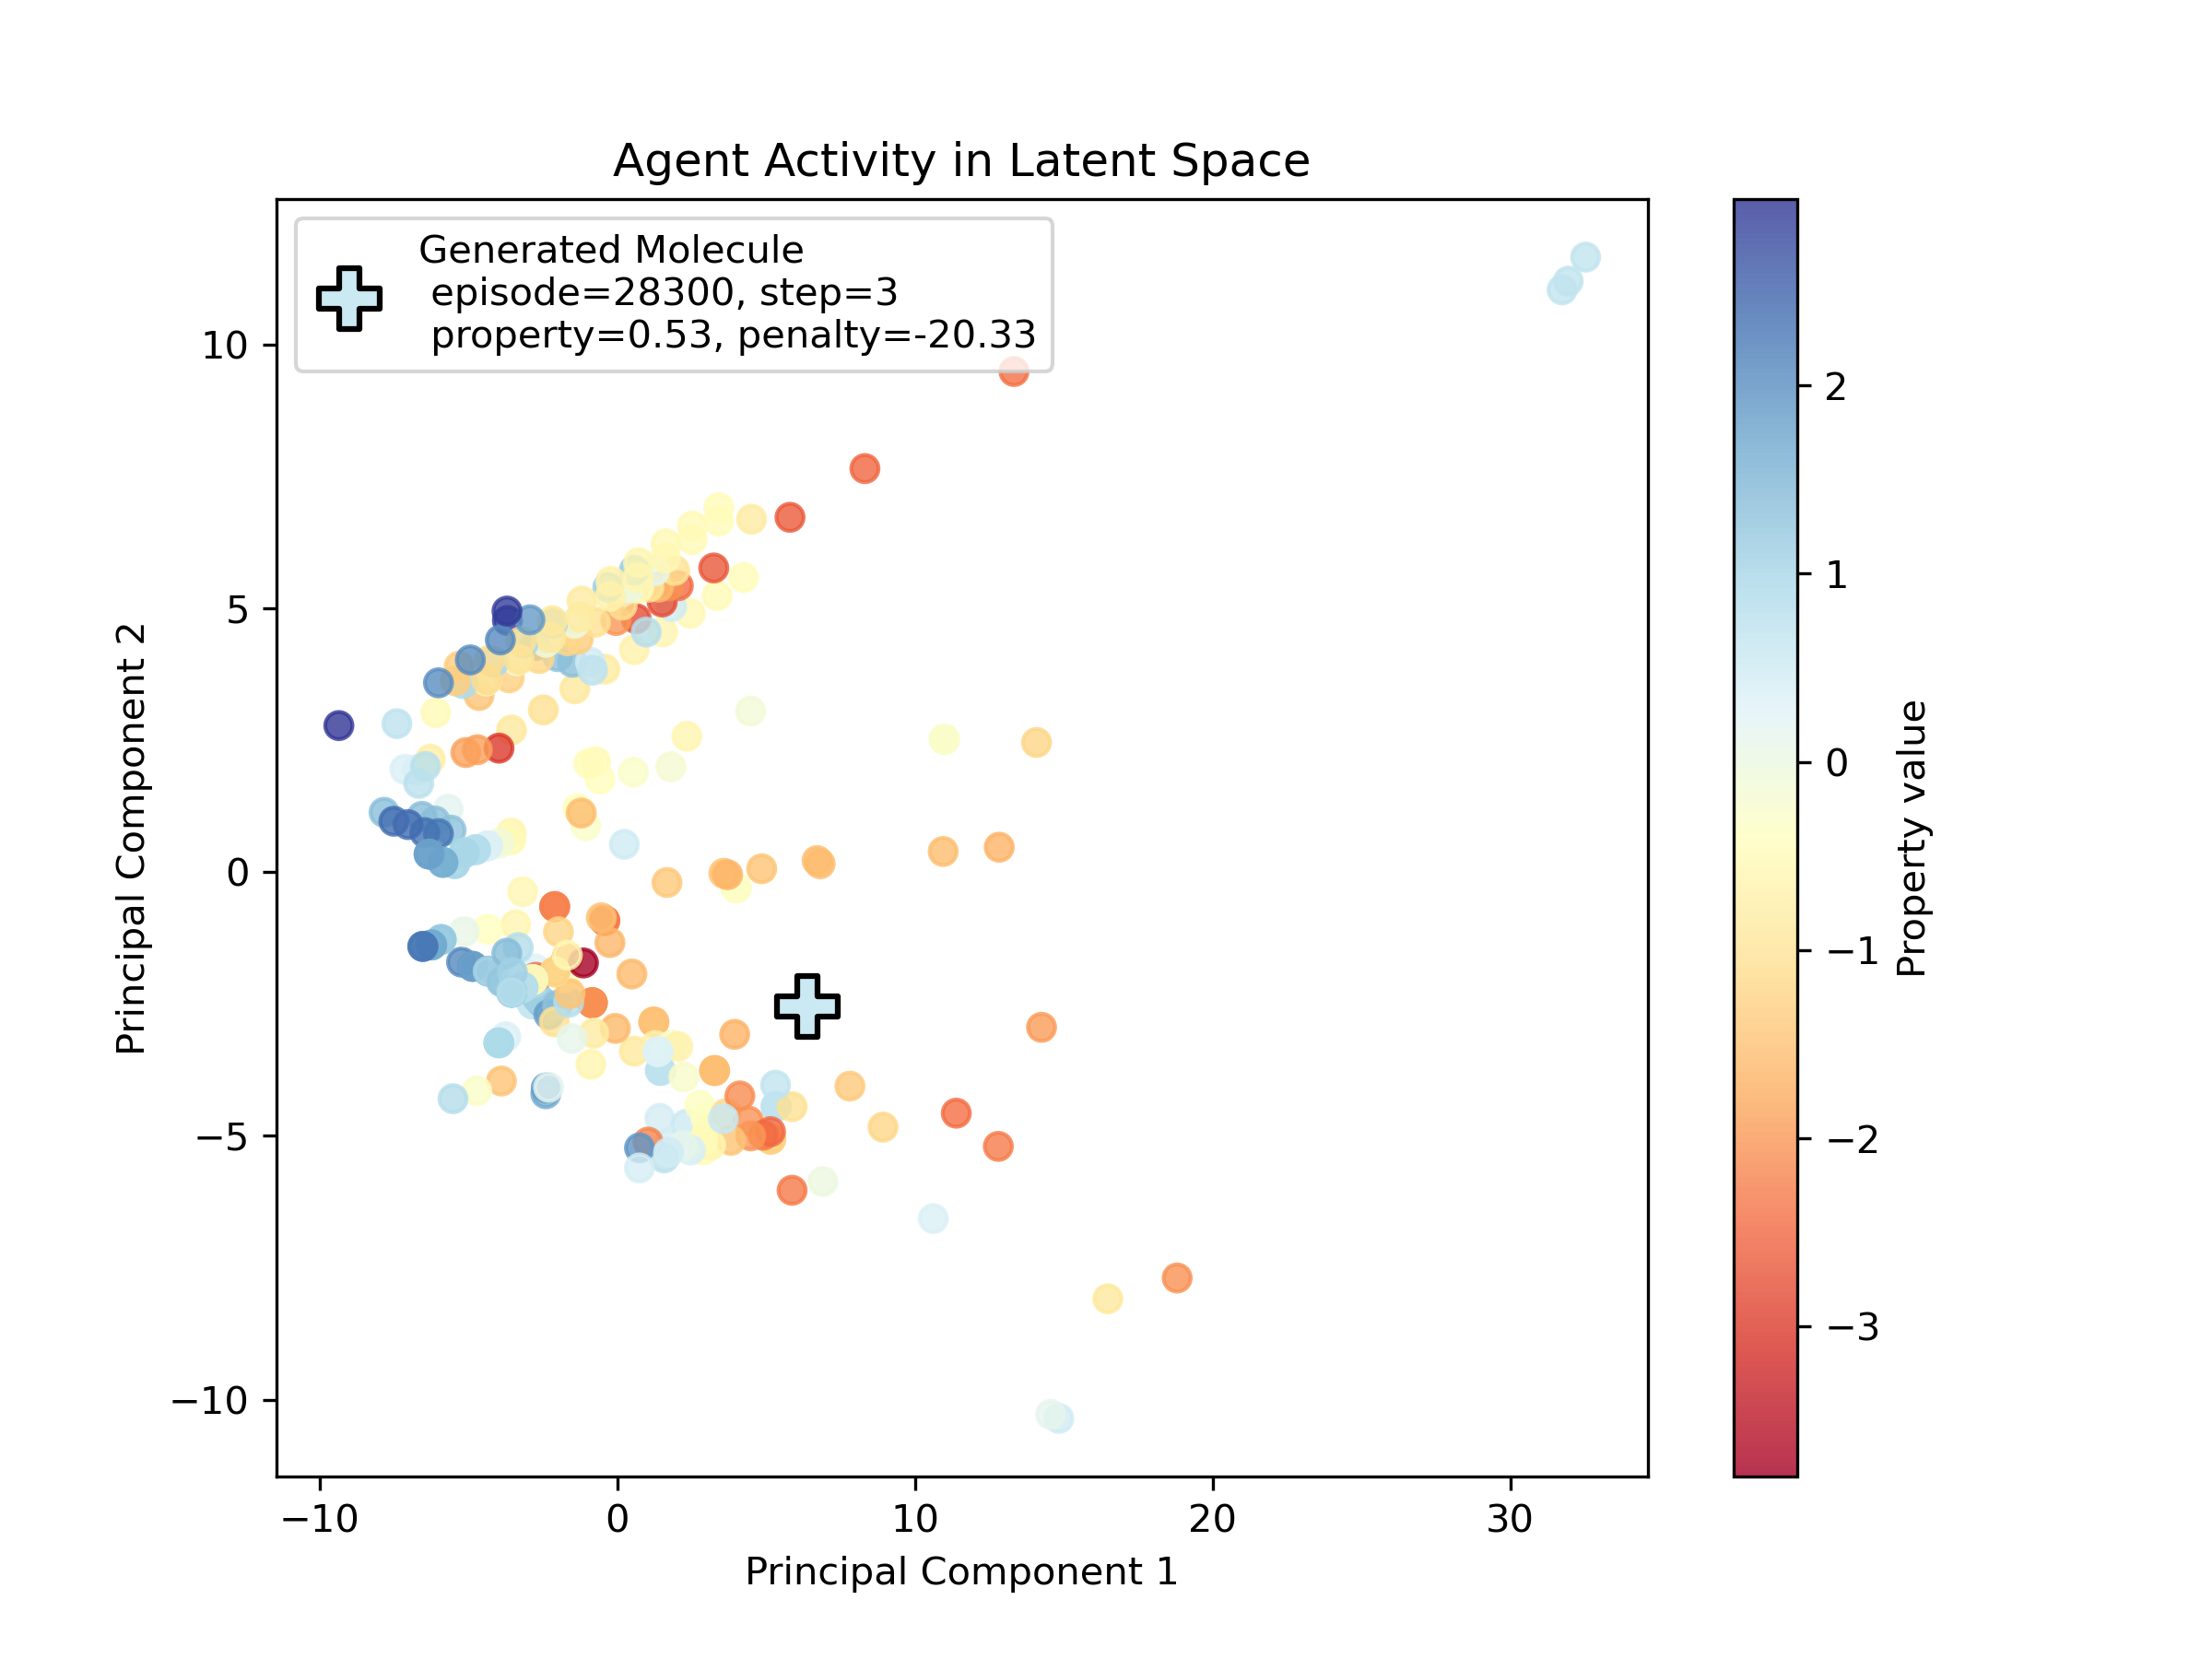 Agent Activity in Latent Space
Generated Molecule
episode=28300, step=3
property=0.53, penalty=-20.33
10
5
0
−5
−10
Principal Component 2
−10
0
10
20
30
Principal Component 1
2
1
0
−1
−2
−3
Property value